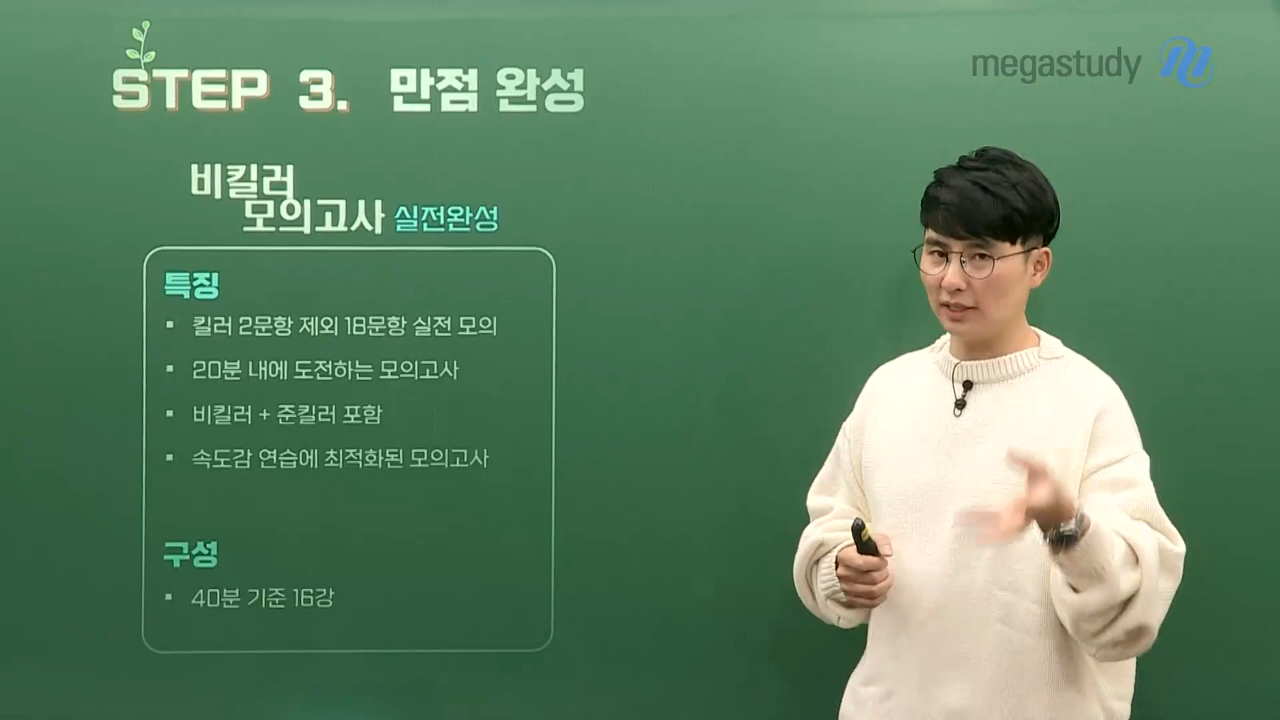 megastudy
STEP 3. 만점 완성
비킬러
모의고사 실전완성
특징
▪ 킬러 2문항 제외 18문항 실전 모의
▪ 20분 내에 도전하는 모의고사
▪ 비킬러 + 준킬러 포함
▪ 속도감 연습에 최적화된 모의고사
구성
▪ 40분 기준 16강